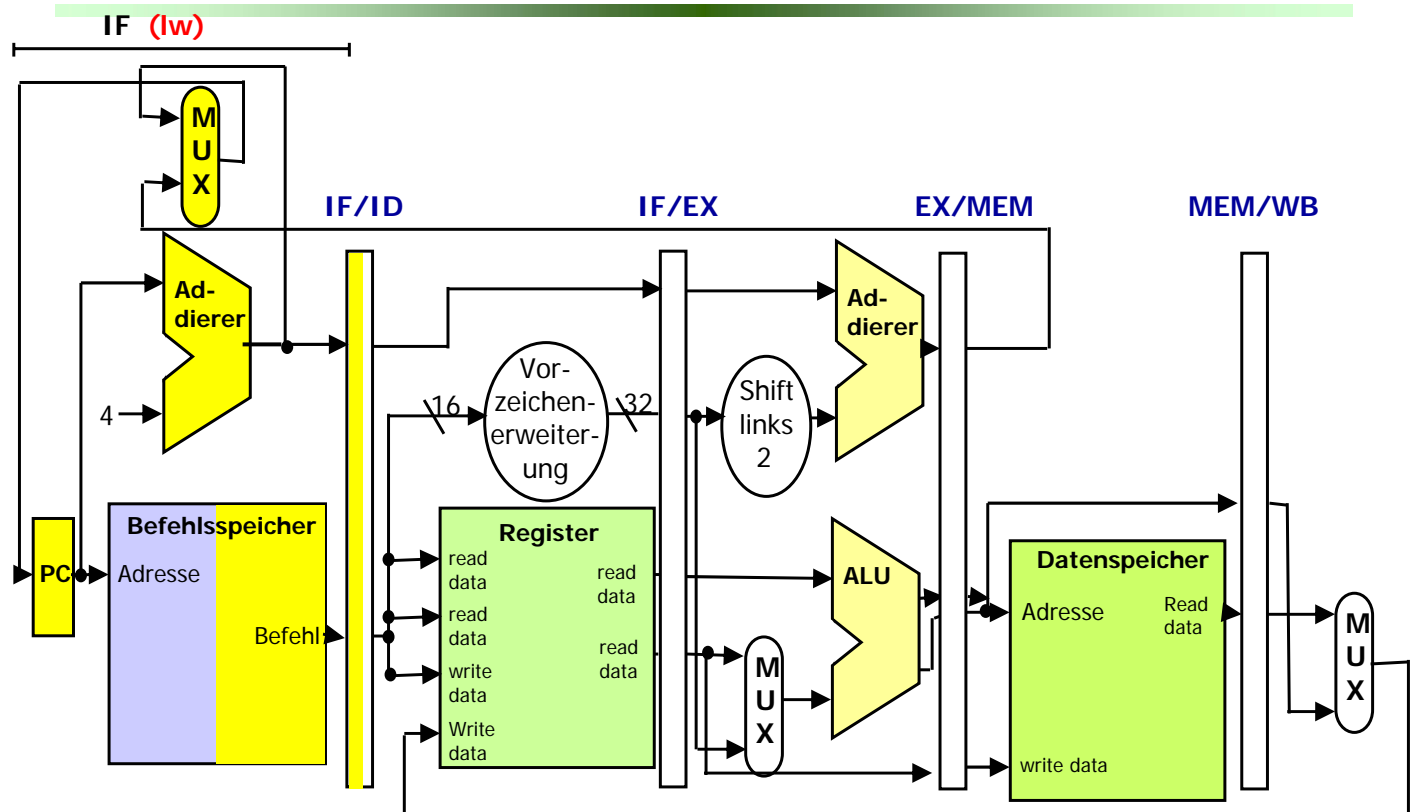 IF (lw)
M
U
X
IF/ID
IF/EX
EX/MEM
MEM/WB
Ad-
dierer
4
16
Vor-
zeichen-
erweiter-
ung
32
Shift
links
2
Ad-
dierer
PC
Befehlsspeicher
Adresse
Befehl
Register
read
data
read
data
write
data
Write
data
read
data
read
data
M
U
X
ALU
Datenspeicher
Adresse
Read
data
write data
M
U
X